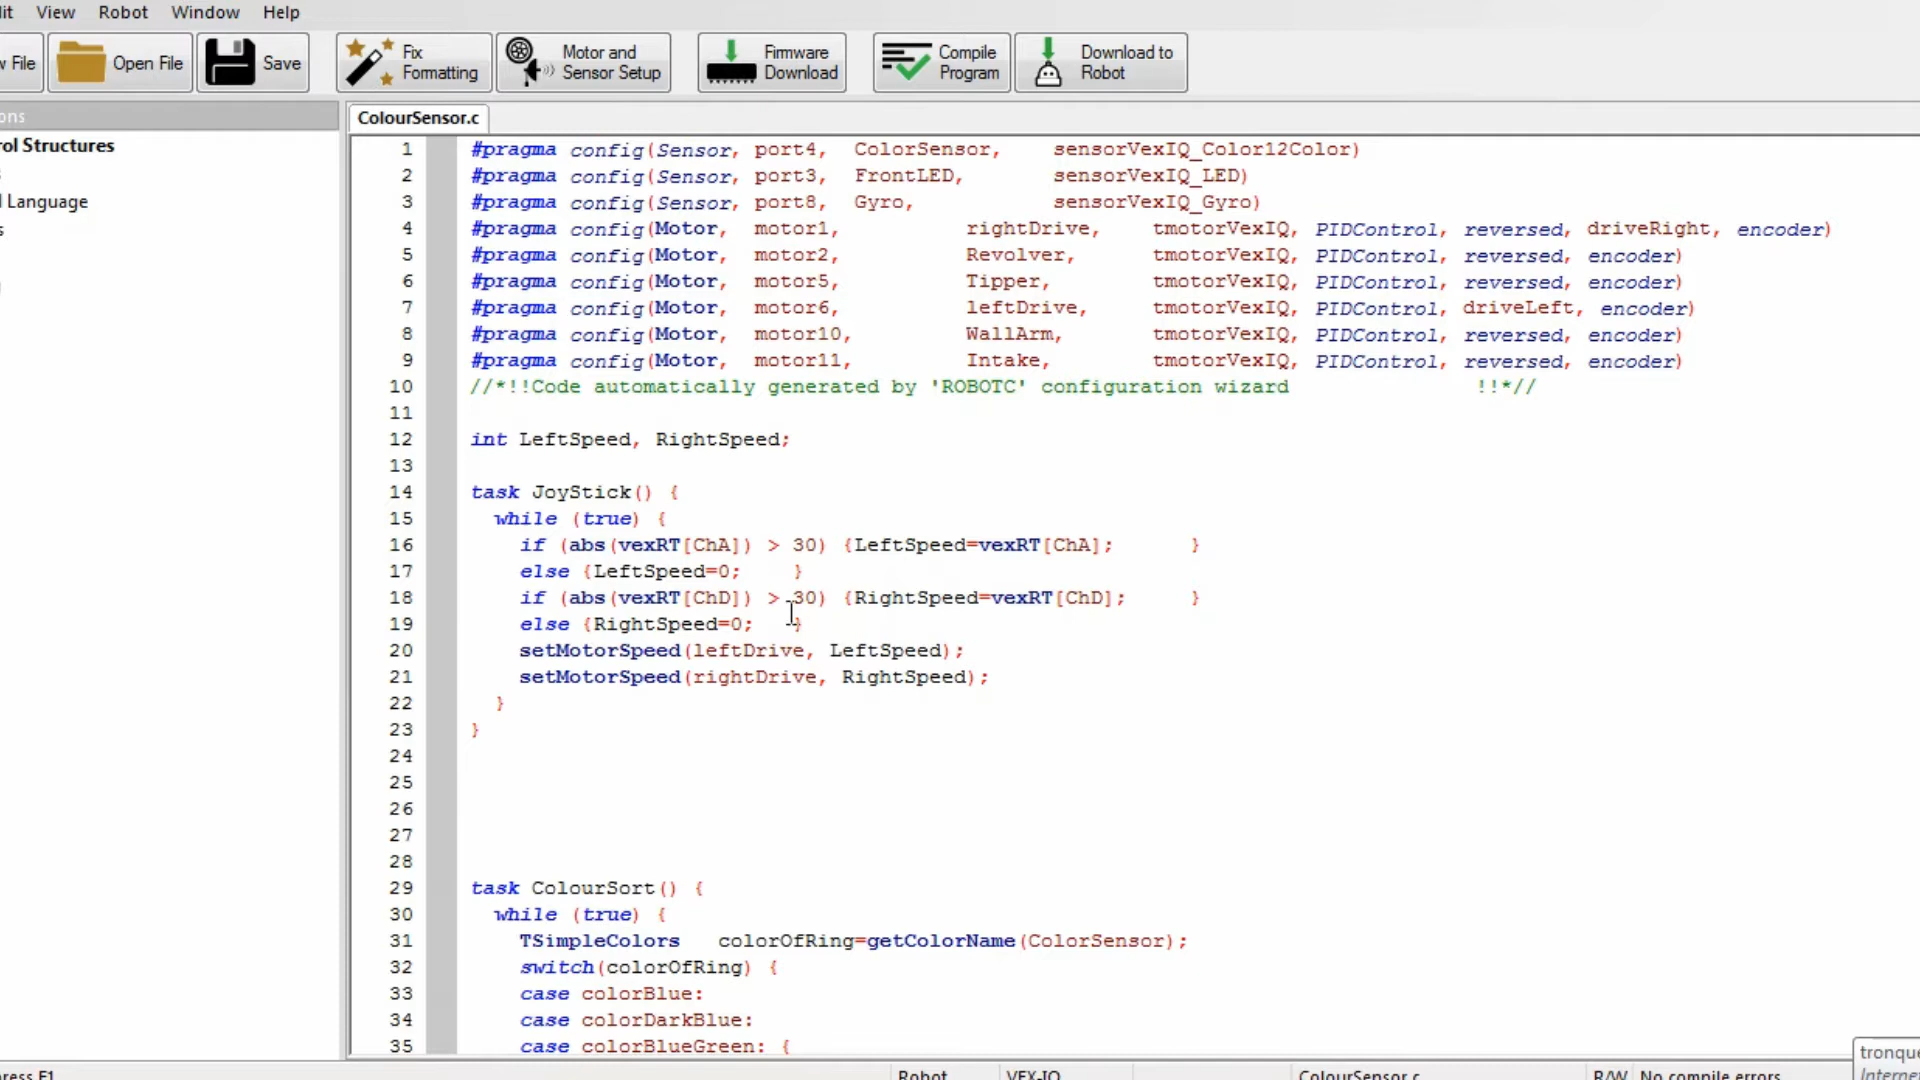 it View Robot Window Help
w File Open File Save Fix Formatting Motor and Sensor Setup Firmware Download Compile Program Download to Robot
ons
ColourSensor.c
rol Structures
l Language
s
1 #pragma config(Sensor, port4, ColorSensor, sensorVexIQ_Color12Color)
2 #pragma config(Sensor, port3, FrontLED, sensorVexIQ_LED)
3 #pragma config(Sensor, port8, Gyro, sensorVexIQ_Gyro)
4 #pragma config(Motor, motor1, rightDrive, tmotorVexIQ, PIDControl, reversed, driveRight, encoder)
5 #pragma config(Motor, motor2, Revolver, tmotorVexIQ, PIDControl, reversed, encoder)
6 #pragma config(Motor, motor5, Tipper, tmotorVexIQ, PIDControl, reversed, encoder)
7 #pragma config(Motor, motor6, leftDrive, tmotorVexIQ, PIDControl, driveLeft, encoder)
8 #pragma config(Motor, motor10, WallArm, tmotorVexIQ, PIDControl, reversed, encoder)
9 #pragma config(Motor, motor11, Intake, tmotorVexIQ, PIDControl, reversed, encoder)
10 //*!!Code automatically generated by 'ROBOTC' configuration wizard !!*//
11
12 int LeftSpeed, RightSpeed;
13
14 task JoyStick() {
15 while (true) {
16 if (abs(vexRT[ChA]) > 30) {LeftSpeed=vexRT[ChA]; }
17 else {LeftSpeed=0; }
18 if (abs(vexRT[ChD]) > 30) {RightSpeed=vexRT[ChD]; }
19 else {RightSpeed=0; }
20 setMotorSpeed(leftDrive, LeftSpeed);
21 setMotorSpeed(rightDrive, RightSpeed);
22 }
23 }
24
25
26
27
28
29 task ColourSort() {
30 while (true) {
31 TSimpleColors colorOfRing=getColorName(ColorSensor);
32 switch(colorOfRing) {
33 case colorBlue:
34 case colorDarkBlue:
35 case colorBlueGreen: {
tronque
Interne
ress F1 Robot VEX-IQ ColourSensor.c R/W No compile errors